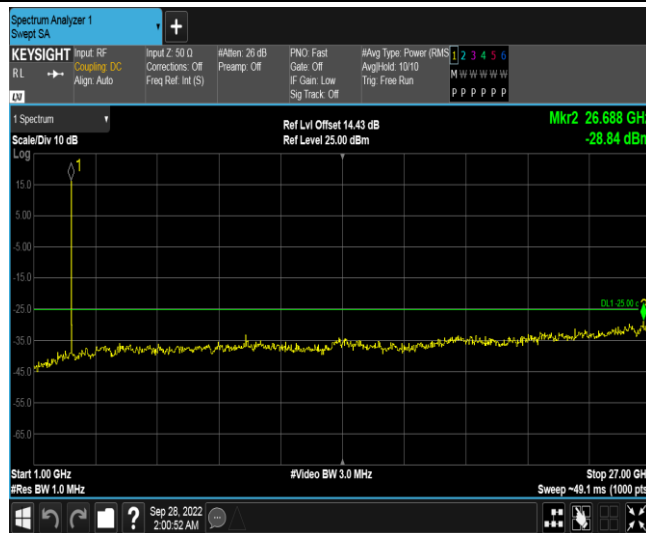 Spectrum Analyzer 1
Swept SA
KEYSIGHT
RL
LXI
Input: RF
Coupling: DC
Align: Auto
Input Z: 50 Ω
Corrections: Off
Freq Ref: Int (S)
#Atten: 26 dB
Preamp: Off
PNO: Fast
Gate: Off
IF Gain: Low
Sig Track: Off
#Avg Type: Power (RMS
Avg|Hold: 10/10
Trig: Free Run
1 2 3 4 5 6
M W W W W W
P P P P P P
1 Spectrum
Scale/Div 10 dB
Ref Lvl Offset 14.43 dB
Ref Level 25.00 dBm
Mkr2 26.688 GHz
-28.84 dBm
Log
1
15.0
5.00
-5.00
-15.0
-25.0
DL1 -25.00 c
2
-35.0
-45.0
-55.0
-65.0
Start 1.00 GHz
#Res BW 1.0 MHz
#Video BW 3.0 MHz
Stop 27.00 GHz
Sweep ~49.1 ms (1000 pts
?
Sep 28, 2022
2:00:52 AM